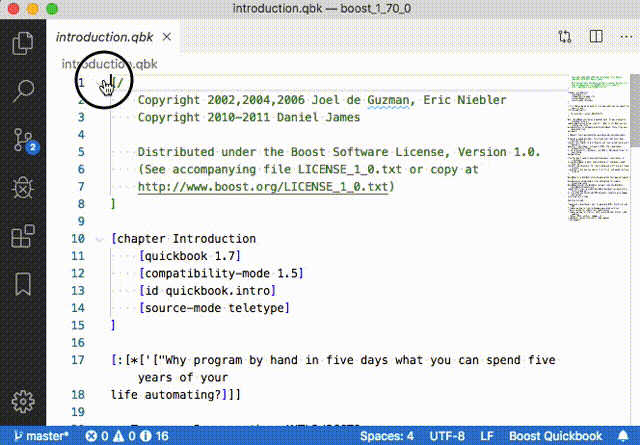 introduction.qbk — boost_1_70_0
introduction.qbk
introduction.qbk
1 [/
2 Copyright 2002,2004,2006 Joel de Guzman, Eric Niebler
3 Copyright 2010-2011 Daniel James
4
5 Distributed under the Boost Software License, Version 1.0.
6 (See accompanying file LICENSE_1_0.txt or copy at
7 http://www.boost.org/LICENSE_1_0.txt)
8 ]
9
10 [chapter Introduction
11 [quickbook 1.7]
12 [compatibility-mode 1.5]
13 [id quickbook.intro]
14 [source-mode teletype]
15 ]
16
17 [:[*['["Why program by hand in five days what you can spend five
years of your
18 life automating?]]]
19
2
master* 0 0 16 Spaces: 4 UTF-8 LF Boost Quickbook